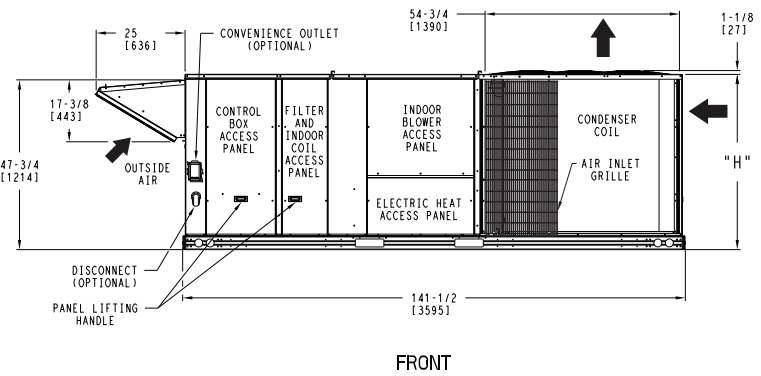 54-3/4
[1390]
1-1/8
[27]
25
[636]
CONVENIENCE OUTLET
(OPTIONAL)
17-3/8
[443]
CONTROL
BOX
ACCESS
PANEL
FILTER
AND
INDOOR
COIL
ACCESS
PANEL
INDOOR
BLOWER
ACCESS
PANEL
CONDENSER
COIL
OUTSIDE
AIR
47-3/4
[1214]
AIR INLET
GRILLE
"H"
ELECTRIC HEAT
ACCESS PANEL
DISCONNECT
(OPTIONAL)
PANEL LIFTING
HANDLE
141-1/2
[3595]
FRONT